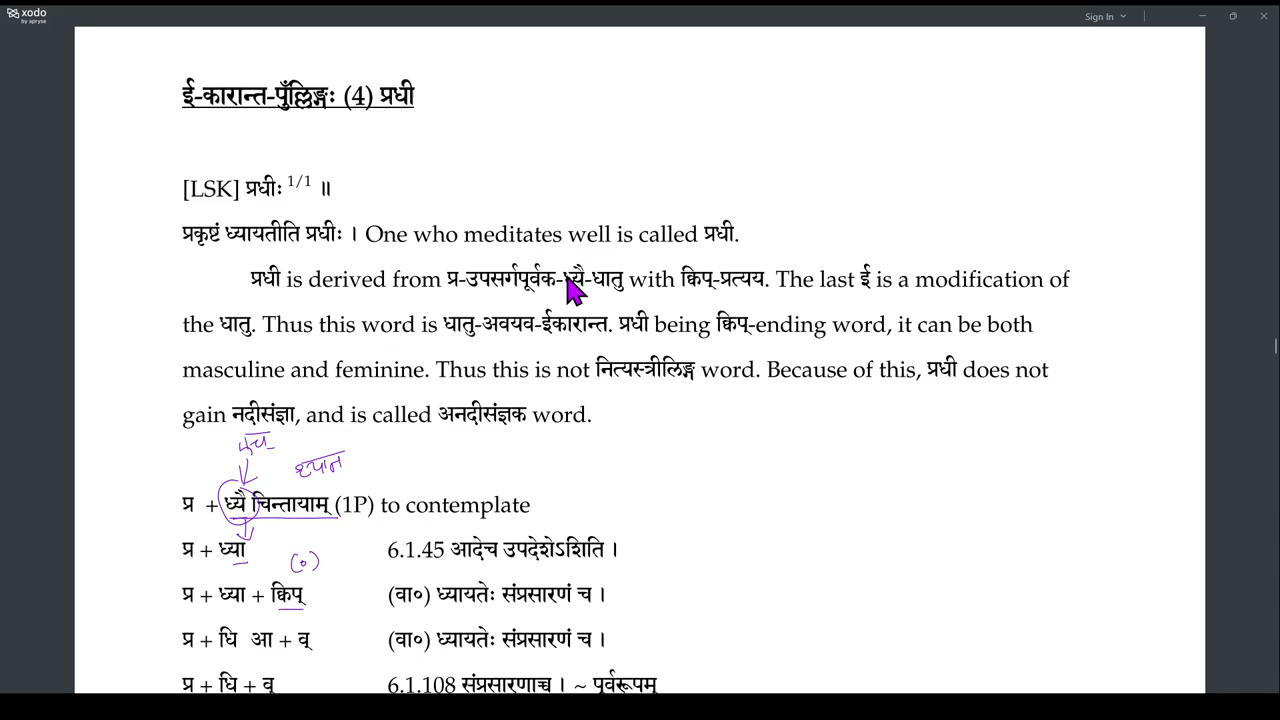 xodo
by apryse
Sign In
ई-कारान्त-पुँल्लिङ्गः (4) प्रधी
[LSK] प्रधीः 1/1 ॥
प्रकृष्टं ध्यायतीति प्रधीः । One who meditates well is called प्रधी.
प्रधी is derived from प्र-उपसर्गपूर्वक-ध्यै-धातु with क्विप्-प्रत्यय. The last ई is a modification of
the धातु. Thus this word is धातु-अवयव-ईकारान्त. प्रधी being क्विप्-ending word, it can be both
masculine and feminine. Thus this is not नित्यस्त्रीलिङ्ग word. Because of this, प्रधी does not
gain नदीसंज्ञा, and is called अनदीसंज्ञक word.
एच्
ध्यान
प्र + ध्यै चिन्तायाम् (1P) to contemplate
प्र + ध्या 6.1.45 आदेच उपदेशेऽशिति ।
(०)
प्र + ध्या + क्विप् (वा०) ध्यायतेः संप्रसारणं च ।
प्र + धि आ + व् (वा०) ध्यायतेः संप्रसारणं च ।
प्र + धि + व् 6.1.108 संप्रसारणाच्च । ~ पूर्वरूपम्